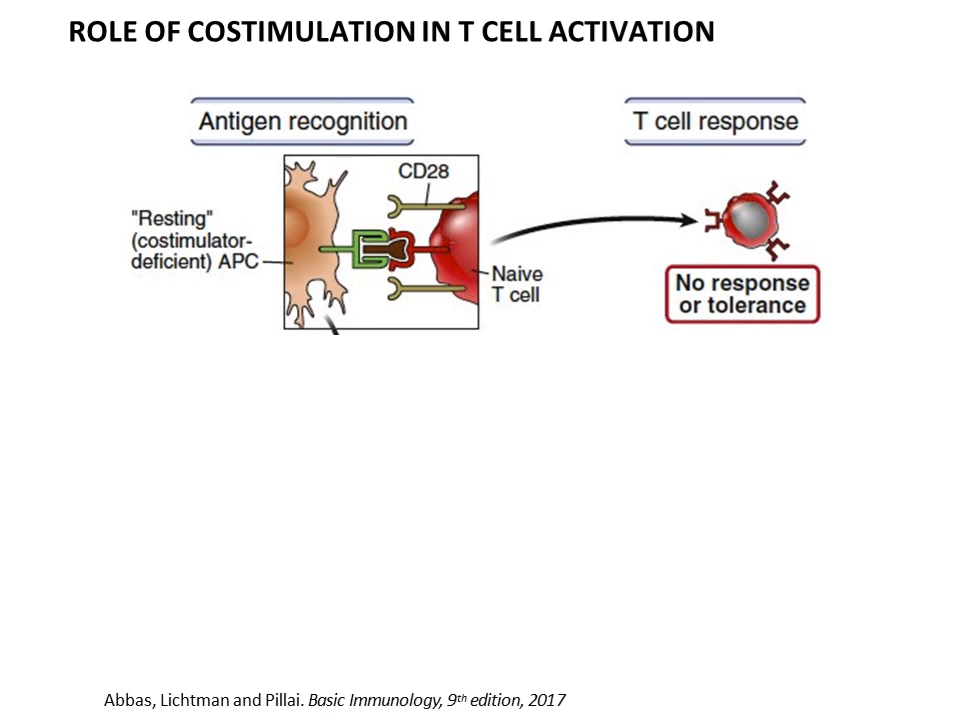 ROLE OF COSTIMULATION IN T CELL ACTIVATION
Antigen recognition
T cell response
CD28
"Resting"
(costimulator-
deficient) APC
Naive
T cell
No response
or tolerance
Abbas, Lichtman and Pillai. Basic Immunology, 9th edition, 2017